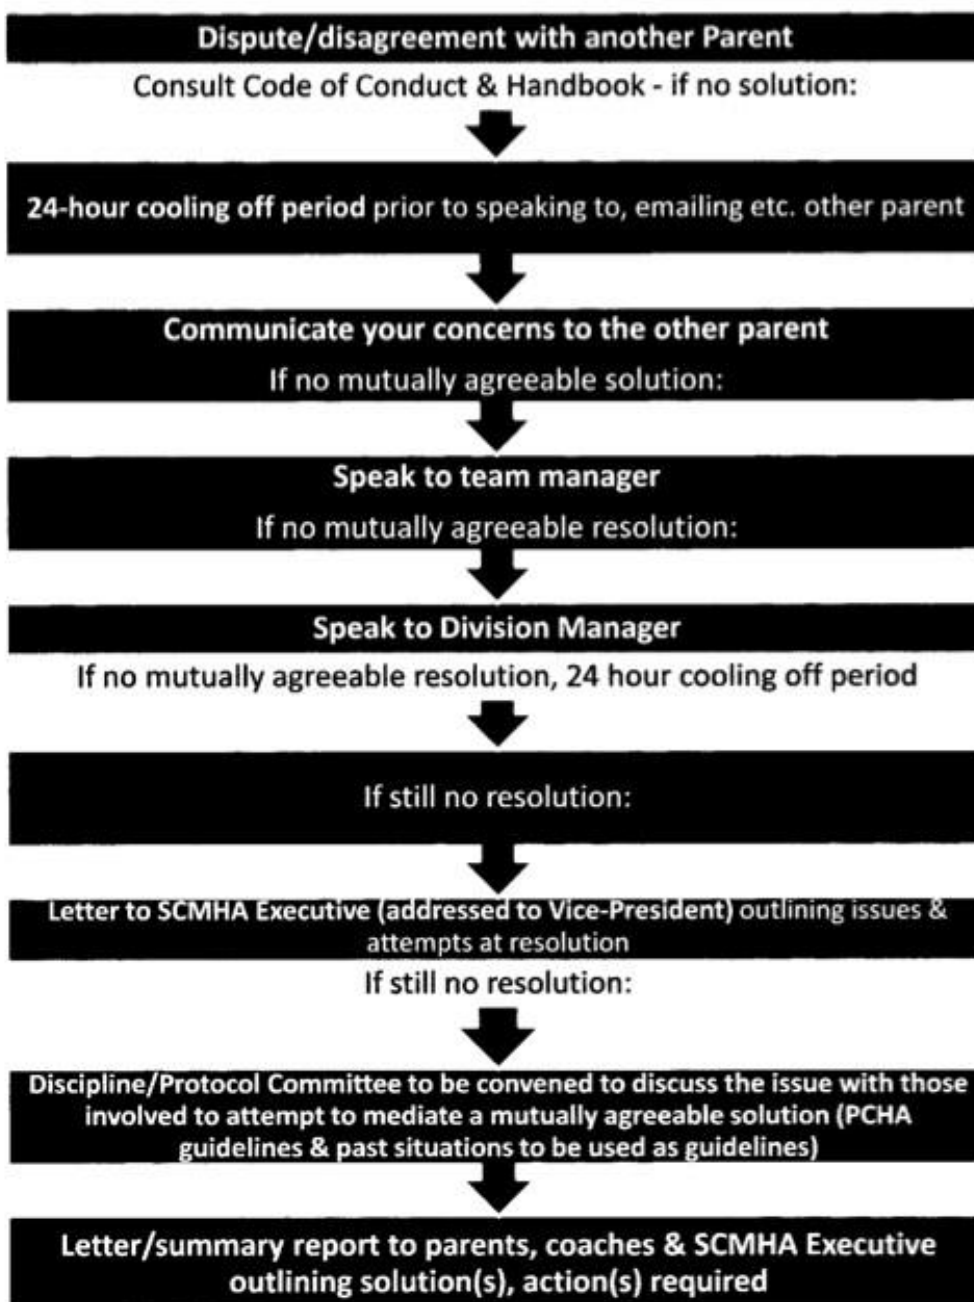 Dispute/disagreement with another Parent
Consult Code of Conduct & Handbook - if no solution:
24-hour cooling off period prior to speaking to, emailing etc. other parent
Communicate your concerns to the other parent
If no mutually agreeable solution:
Speak to team manager
If no mutually agreeable resolution:
Speak to Division Manager
If no mutually agreeable resolution, 24 hour cooling off period
If still no resolution:
Letter to SCMHA Executive (addressed to Vice-President) outlining issues &
attempts at resolution
If still no resolution:
Discipline/Protocol Committee to be convened to discuss the issue with those
involved to attempt to mediate a mutually agreeable solution (PCHA
guidelines & past situations to be used as guidelines)
Letter/summary report to parents, coaches & SCMHA Executive
outlining solution(s), action(s) required